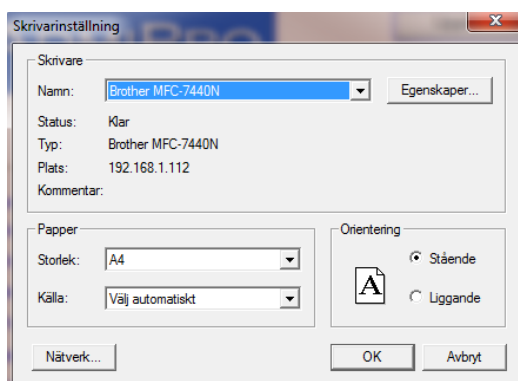 Skrivarinställning
Skrivare
Namn: Brother MFC-7440N Egenskaper...
Status: Klar
Typ: Brother MFC-7440N
Plats: 192.168.1.112
Kommentar:
Papper
Storlek: A4
Källa: Välj automatiskt
Orientering
A
Stående
Liggande
Nätverk... OK Avbryt